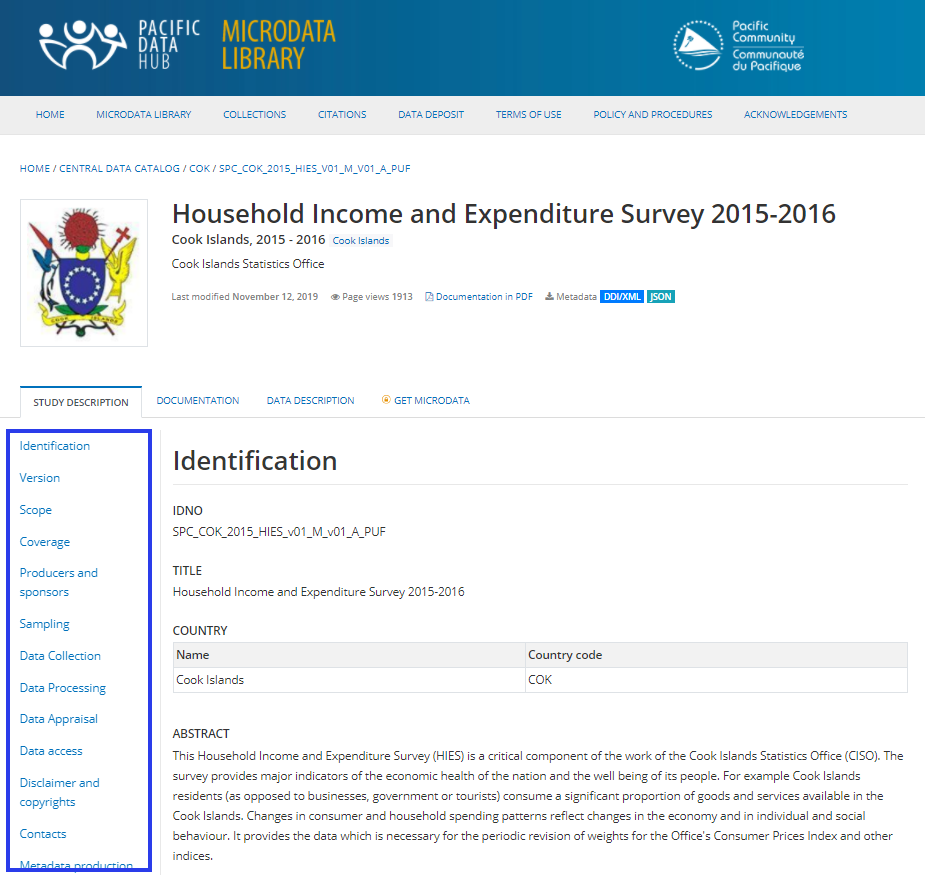 PACIFIC
DATA
HUB
MICRODATA
LIBRARY
Pacific
Community
Communauté
du Pacifique
HOME MICRODATA LIBRARY COLLECTIONS CITATIONS DATA DEPOSIT TERMS OF USE POLICY AND PROCEDURES ACKNOWLEDGEMENTS
HOME / CENTRAL DATA CATALOG / COK / SPC_COK_2015_HIES_V01_M_V01_A_PUF
Household Income and Expenditure Survey 2015-2016
Cook Islands, 2015 - 2016 Cook Islands
Cook Islands Statistics Office
Last modified November 12, 2019 Page views 1913 Documentation in PDF Metadata DDI/XML JSON
COOK ISLANDS
STUDY DESCRIPTION DOCUMENTATION DATA DESCRIPTION GET MICRODATA
Identification
Version
Scope
Coverage
Producers and
sponsors
Sampling
Data Collection
Data Processing
Data Appraisal
Data access
Disclaimer and
copyrights
Contacts
Metadata production
Identification
IDNO
SPC_COK_2015_HIES_v01_M_v01_A_PUF
TITLE
Household Income and Expenditure Survey 2015-2016
COUNTRY
Name Country code
Cook Islands COK
ABSTRACT
This Household Income and Expenditure Survey (HIES) is a critical component of the work of the Cook Islands Statistics Office (CISO). The
survey provides major indicators of the economic health of the nation and the well being of its people. For example Cook Islands
residents (as opposed to businesses, government or tourists) consume a significant proportion of goods and services available in the
Cook Islands. Changes in consumer and household spending patterns reflect changes in the economy and in individual and social
behaviour. It provides the data which is necessary for the periodic revision of weights for the Office's Consumer Prices Index and other
indices.